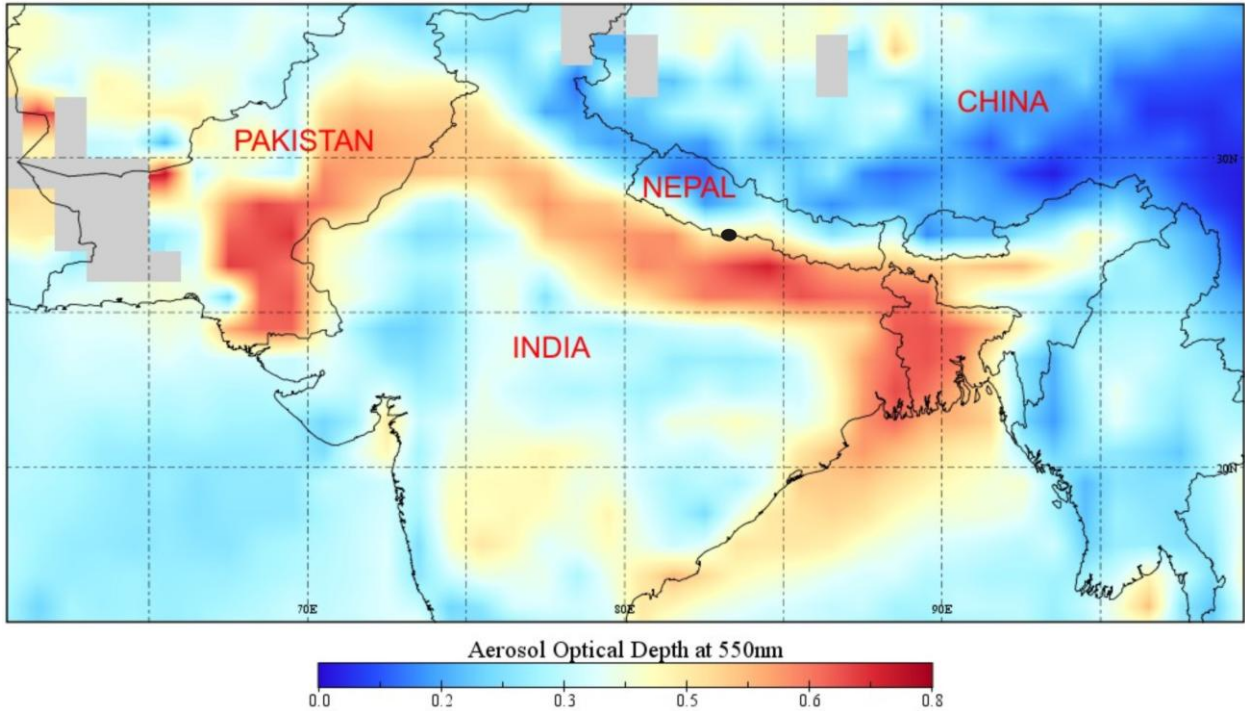 CHINA
PAKISTAN
30N
NEPAL
INDIA
20N
70E 80E 90E
Aerosol Optical Depth at 550nm
0.0 0.2 0.3 0.5 0.6 0.8